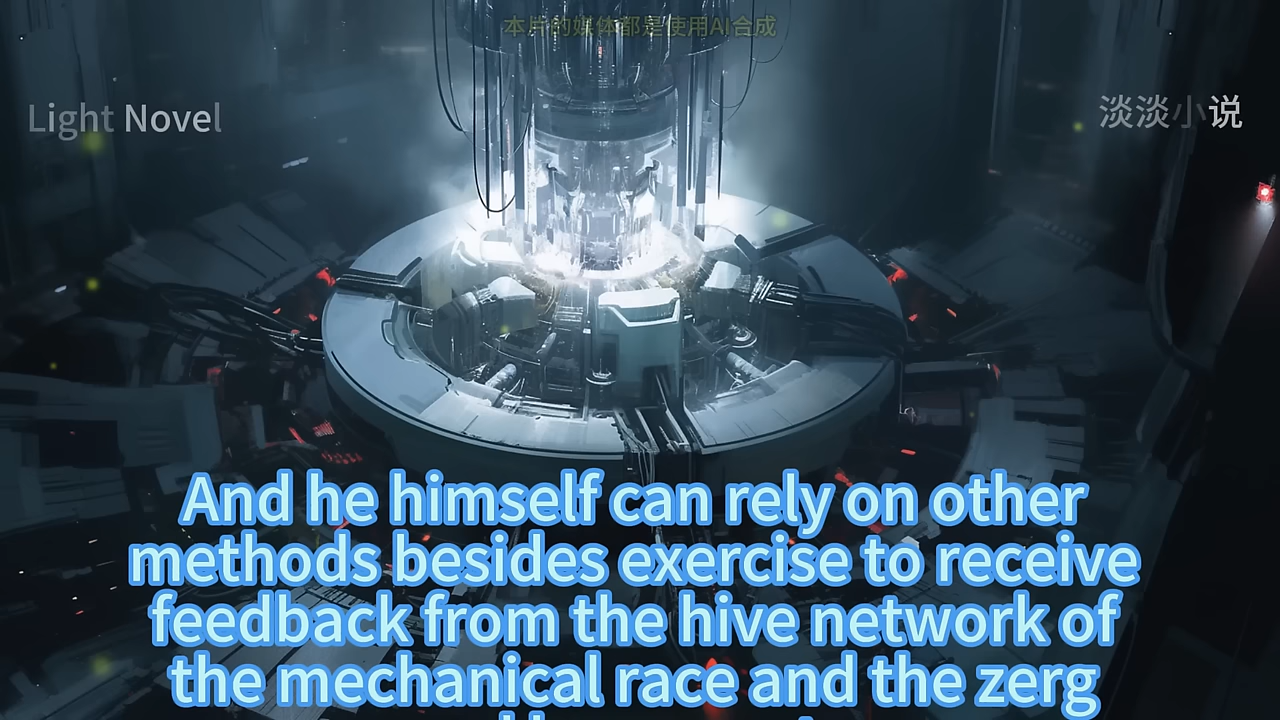 本片的媒体都是使用AI合成
Light Novel
淡淡小说
And he himself can rely on other
methods besides exercise to receive
feedback from the hive network of
the mechanical race and the zerg